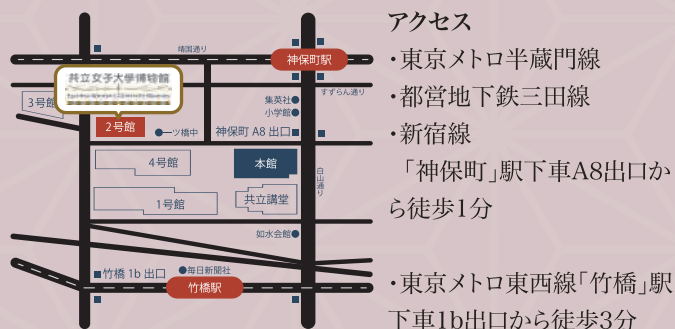 靖国通り
神保町駅
共立女子大學博物館
3号館
2号館
一ツ橋中
集英社
小学館
すずらん通り
神保町 A8 出口
4号館
本館
白山通り
1号館
共立講堂
如水会館
竹橋 1b 出口
毎日新聞社
竹橋駅
アクセス
・東京メトロ半蔵門線
・都営地下鉄三田線
・新宿線
「神保町」駅下車A8出口か
ら徒歩1分
・東京メトロ東西線「竹橋」駅
下車1b出口から徒歩3分